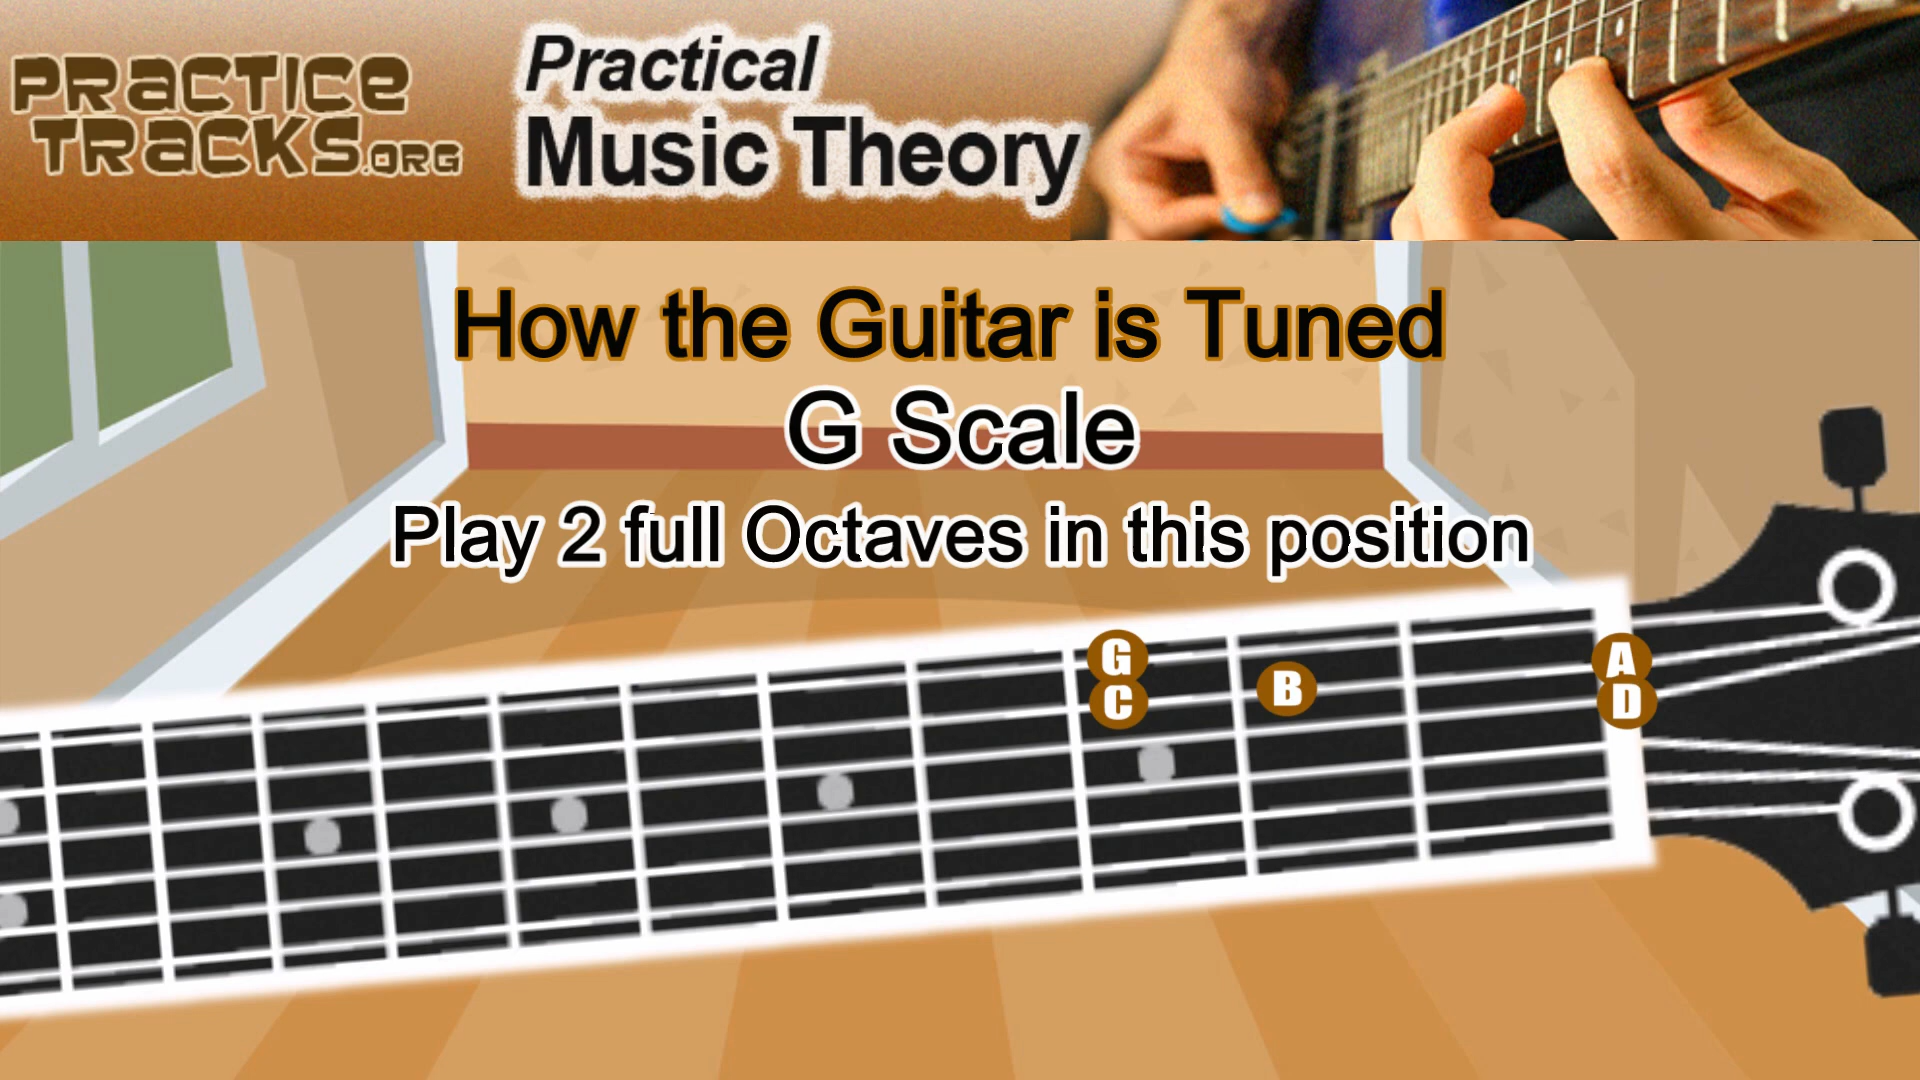 PRACTICE
TRACKS.ORG
Practical
Music Theory
How the Guitar is Tuned
G Scale
Play 2 full Octaves in this position
G
C
B
A
D